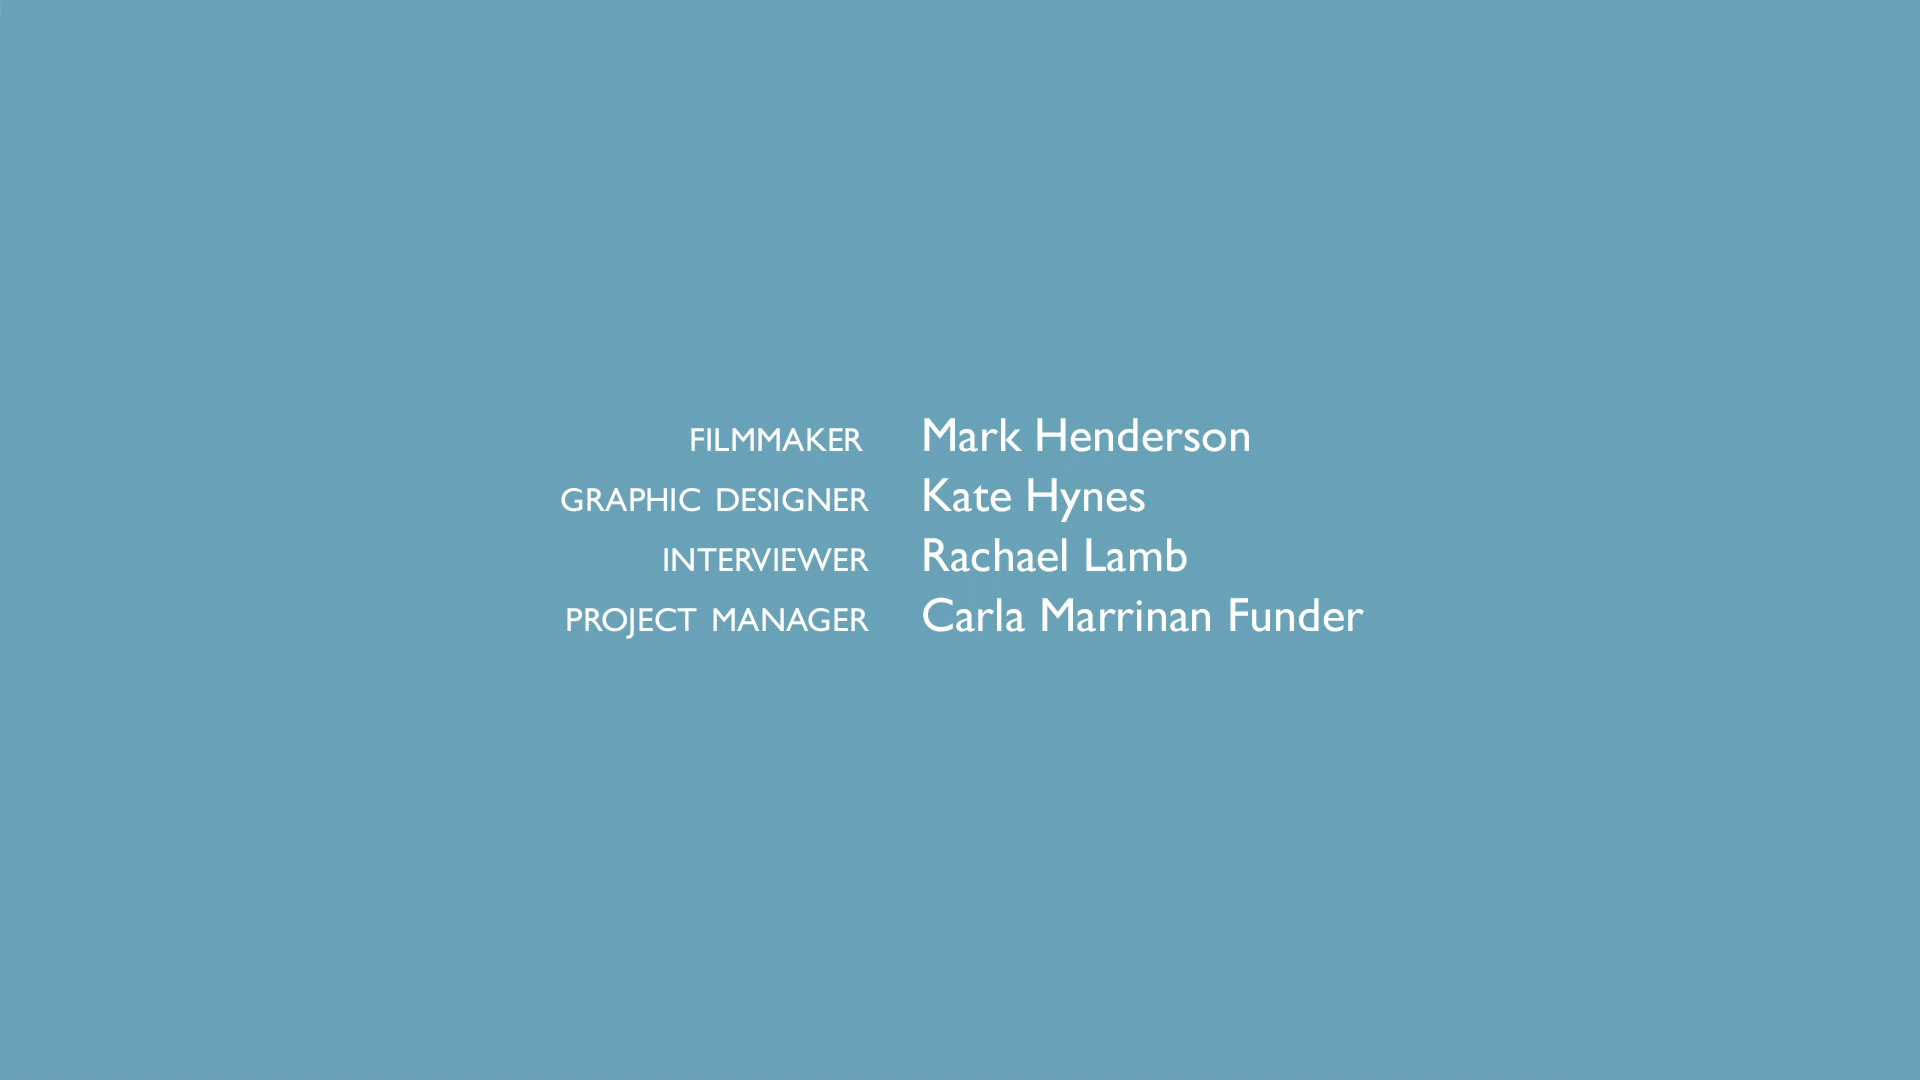 FILMMAKER Mark Henderson
GRAPHIC DESIGNER Kate Hynes
INTERVIEWER Rachael Lamb
PROJECT MANAGER Carla Marrinan Funder